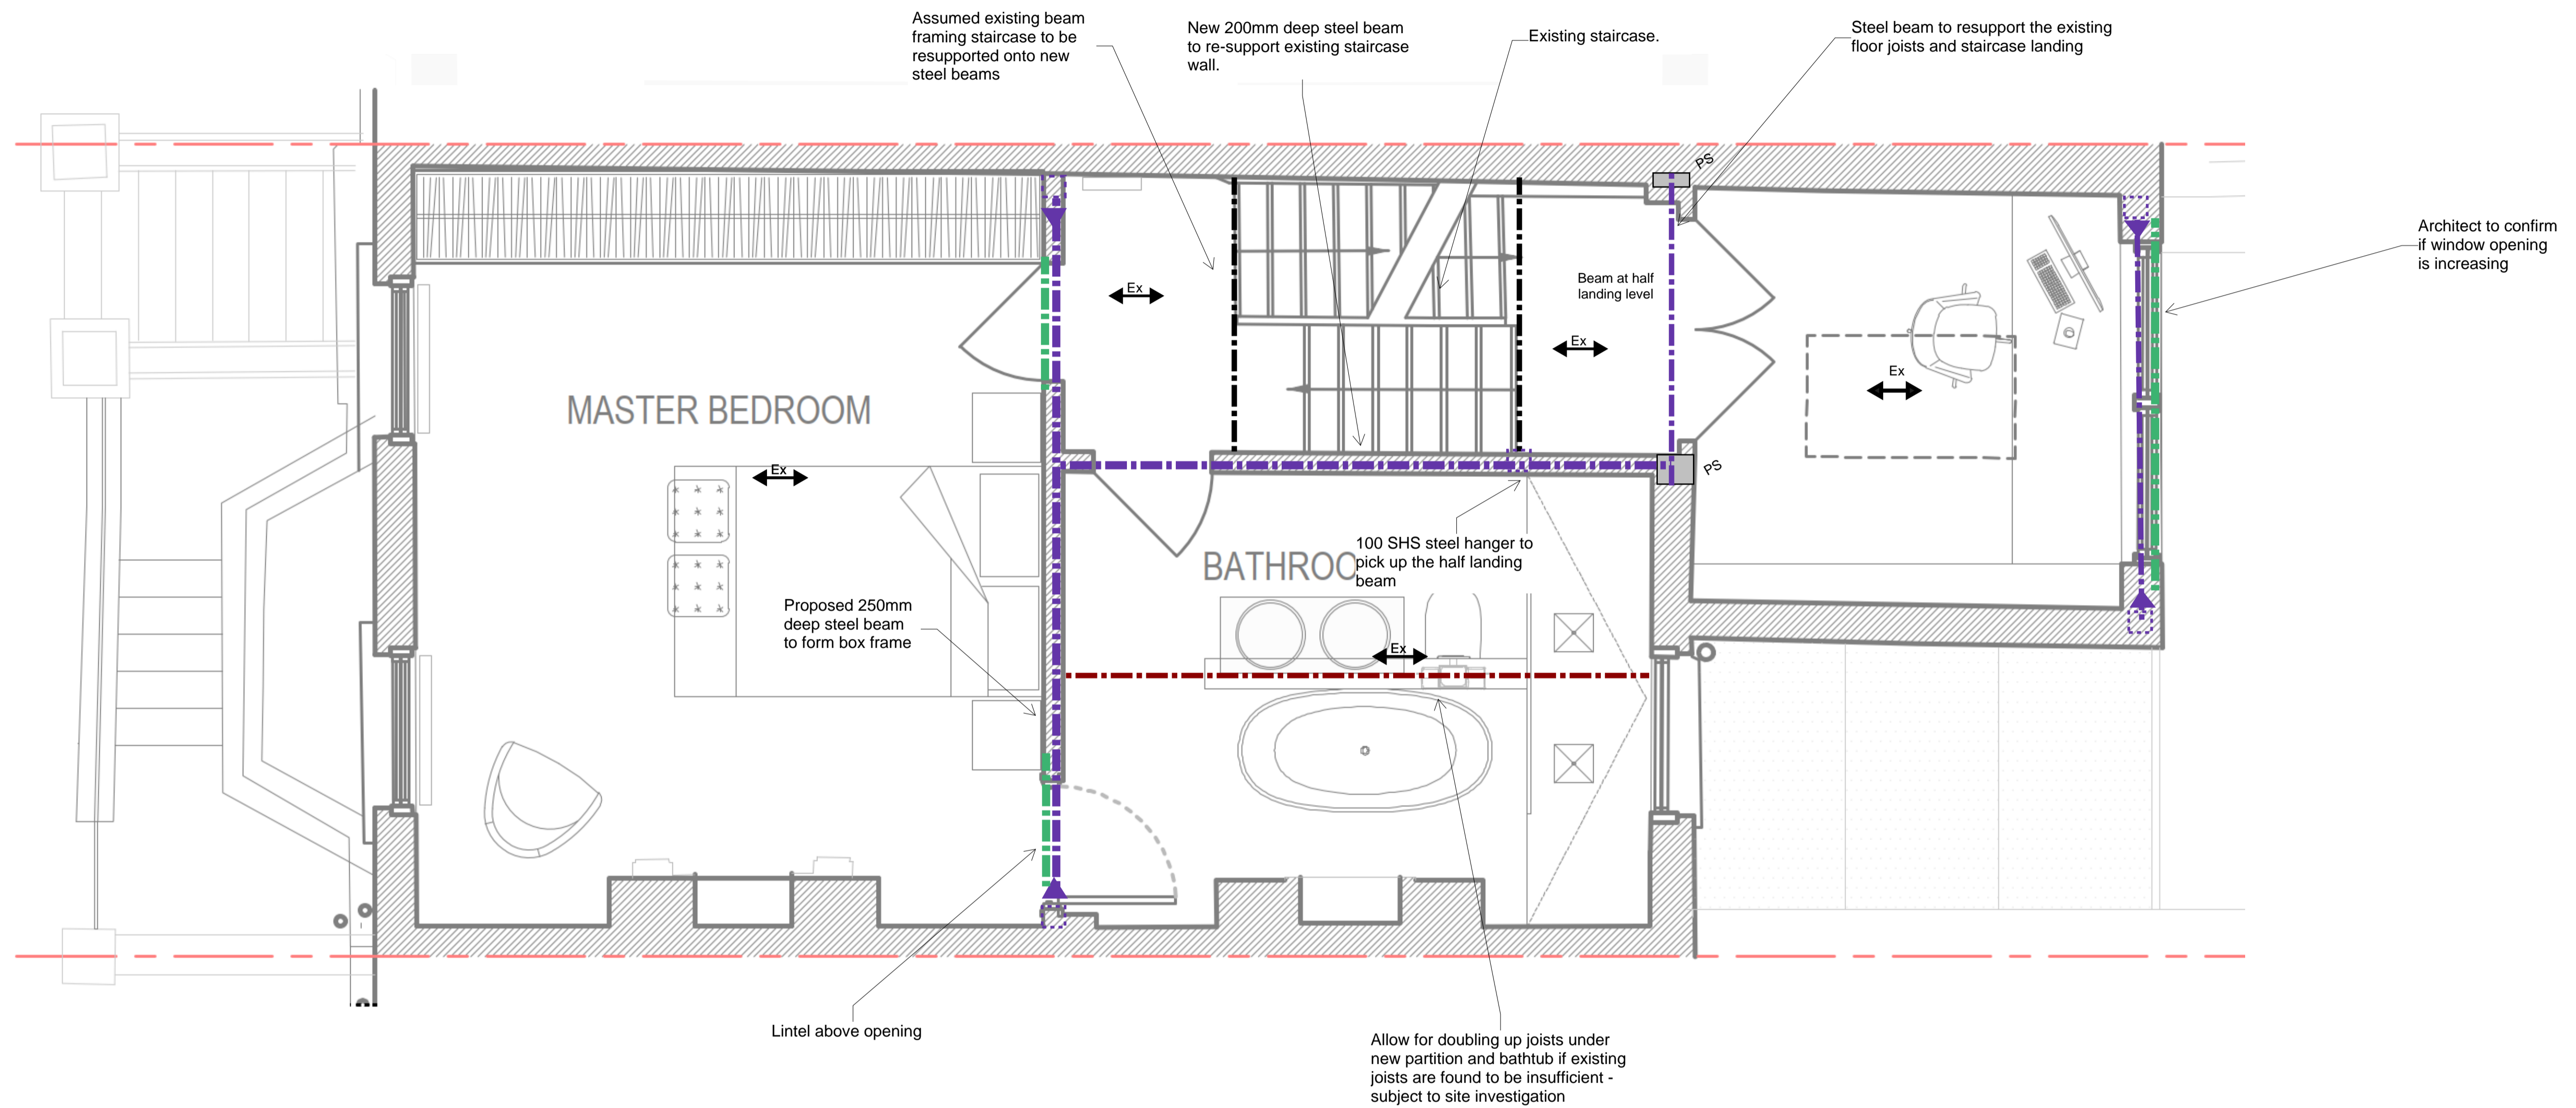 Assumed existing beam
framing staircase to be
resupported onto new
steel beams
New 200mm deep steel beam
to re-support existing staircase
wall.
Existing staircase.
Steel beam to resupport the existing
floor joists and staircase landing
PS
Architect to confirm
if window opening
is increasing
Ex
Beam at half
landing level
Ex
Ex
MASTER BEDROOM
Ex
PS
100 SHS steel hanger to
pick up the half landing
beam
BATHROO
Proposed 250mm
deep steel beam
to form box frame
Ex
Lintel above opening
Allow for doubling up joists under
new partition and bathtub if existing
joists are found to be insufficient -
subject to site investigation